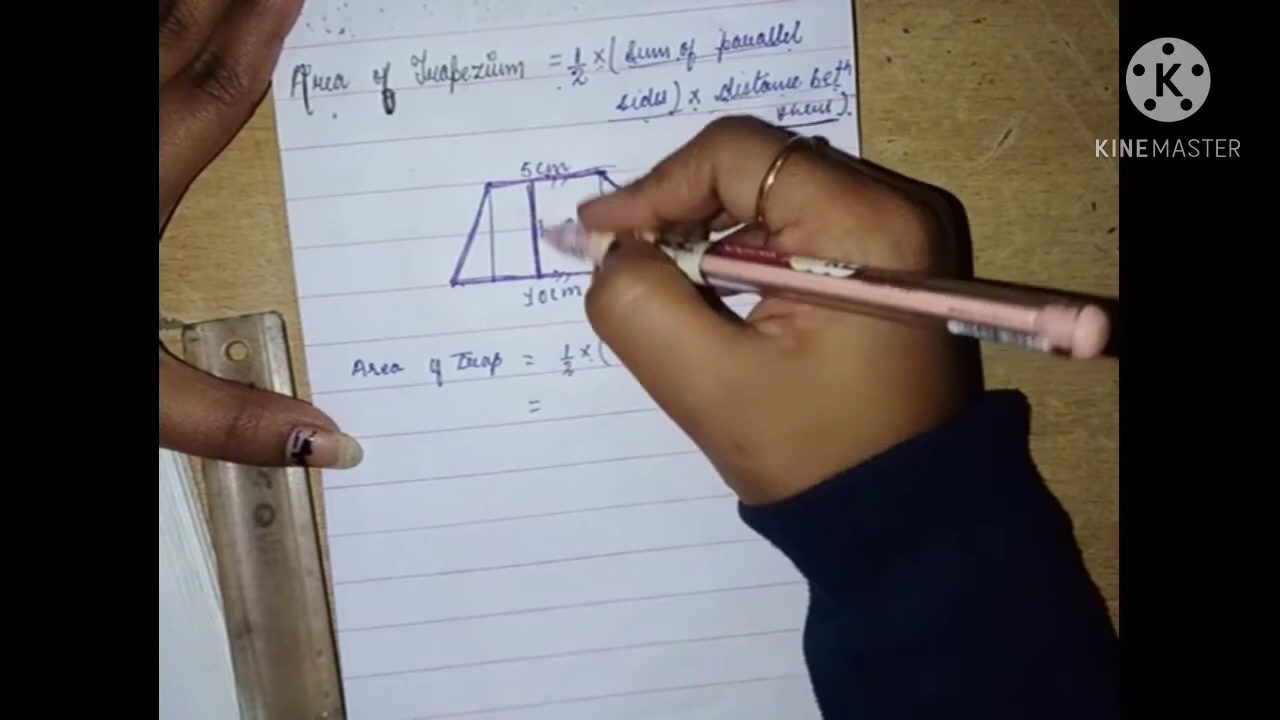 Area of Trapezium = 1/2 × (Sum of parallel
sides) × distance bet
them).
5cm
10cm
Area of Trap = 1/2 × (
=
K
KINEMASTER